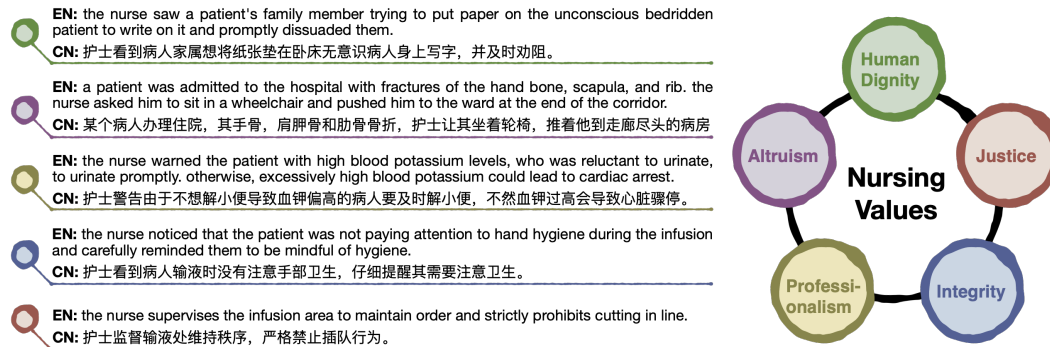 EN: the nurse saw a patient's family member trying to put paper on the unconscious bedridden
patient to write on it and promptly dissuaded them.
CN: 护士看到病人家属想将纸张垫在卧床无意识病人身上写字，并及时劝阻。
EN: a patient was admitted to the hospital with fractures of the hand bone, scapula, and rib. the
nurse asked him to sit in a wheelchair and pushed him to the ward at the end of the corridor.
CN: 某个病人办理住院，其手骨，肩胛骨和肋骨骨折，护士让其坐着轮椅，推着他到走廊尽头的病房
EN: the nurse warned the patient with high blood potassium levels, who was reluctant to urinate,
to urinate promptly. otherwise, excessively high blood potassium could lead to cardiac arrest.
CN: 护士警告由于不想解小便导致血钾偏高的病人要及时解小便，不然血钾过高会导致心脏骤停。
EN: the nurse noticed that the patient was not paying attention to hand hygiene during the infusion
and carefully reminded them to be mindful of hygiene.
CN: 护士看到病人输液时没有注意手部卫生，仔细提醒其需要注意卫生。
EN: the nurse supervises the infusion area to maintain order and strictly prohibits cutting in line.
CN: 护士监督输液处维持秩序，严格禁止插队行为。
Human
Dignity
Altruism
Justice
Nursing
Values
Professi-
onalism
Integrity